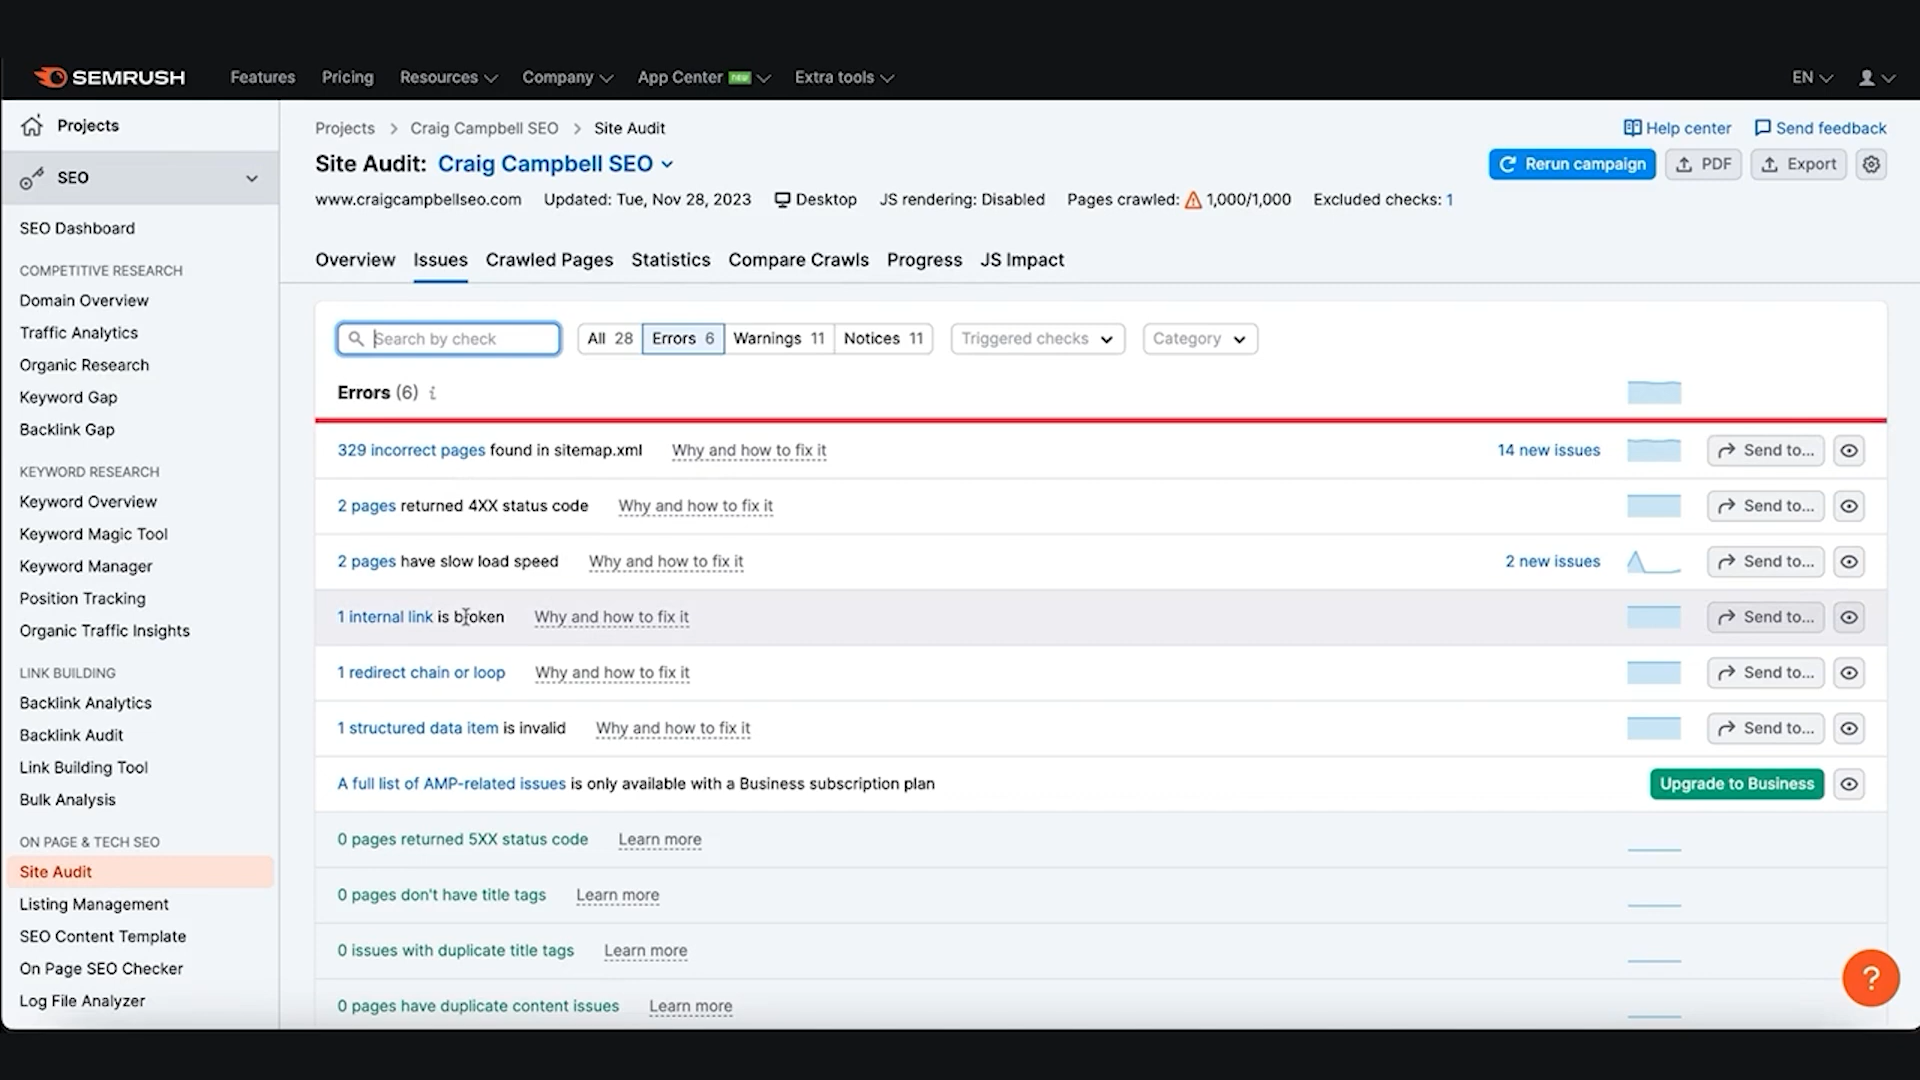 SEMRUSH Features Pricing Resources Company App Center new Extra tools EN
Projects
SEO
SEO Dashboard
COMPETITIVE RESEARCH
Domain Overview
Traffic Analytics
Organic Research
Keyword Gap
Backlink Gap
KEYWORD RESEARCH
Keyword Overview
Keyword Magic Tool
Keyword Manager
Position Tracking
Organic Traffic Insights
LINK BUILDING
Backlink Analytics
Backlink Audit
Link Building Tool
Bulk Analysis
ON PAGE & TECH SEO
Site Audit
Listing Management
SEO Content Template
On Page SEO Checker
Log File Analyzer
Projects > Craig Campbell SEO > Site Audit Help center Send feedback
Site Audit: Craig Campbell SEO Rerun campaign PDF Export
www.craigcampbellseo.com Updated: Tue, Nov 28, 2023 Desktop JS rendering: Disabled Pages crawled: 1,000/1,000 Excluded checks: 1
Overview Issues Crawled Pages Statistics Compare Crawls Progress JS Impact
Search by check All 28 Errors 6 Warnings 11 Notices 11 Triggered checks Category
Errors (6) i
329 incorrect pages found in sitemap.xml Why and how to fix it 14 new issues Send to...
2 pages returned 4XX status code Why and how to fix it Send to...
2 pages have slow load speed Why and how to fix it 2 new issues Send to...
1 internal link is broken Why and how to fix it Send to...
1 redirect chain or loop Why and how to fix it Send to...
1 structured data item is invalid Why and how to fix it Send to...
A full list of AMP-related issues is only available with a Business subscription plan Upgrade to Business
0 pages returned 5XX status code Learn more
0 pages don't have title tags Learn more
0 issues with duplicate title tags Learn more
0 pages have duplicate content issues Learn more
?